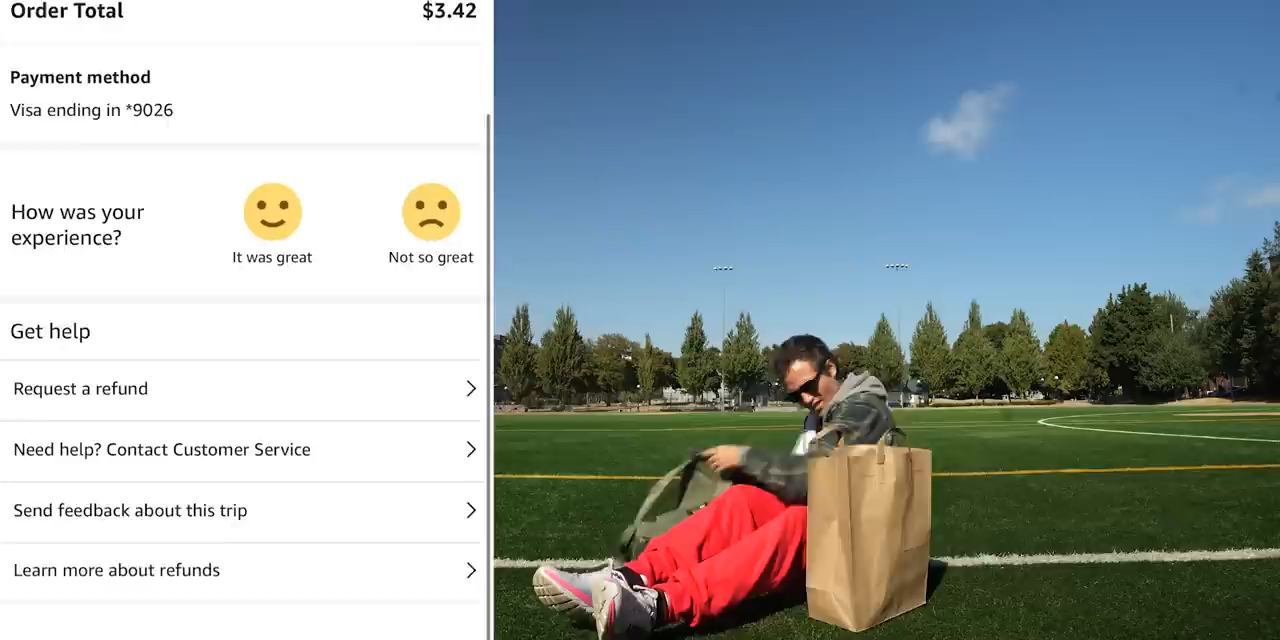 Order Total $3.42
Payment method
Visa ending in *9026
How was your
experience?
It was great Not so great
Get help
Request a refund
Need help? Contact Customer Service
Send feedback about this trip
Learn more about refunds